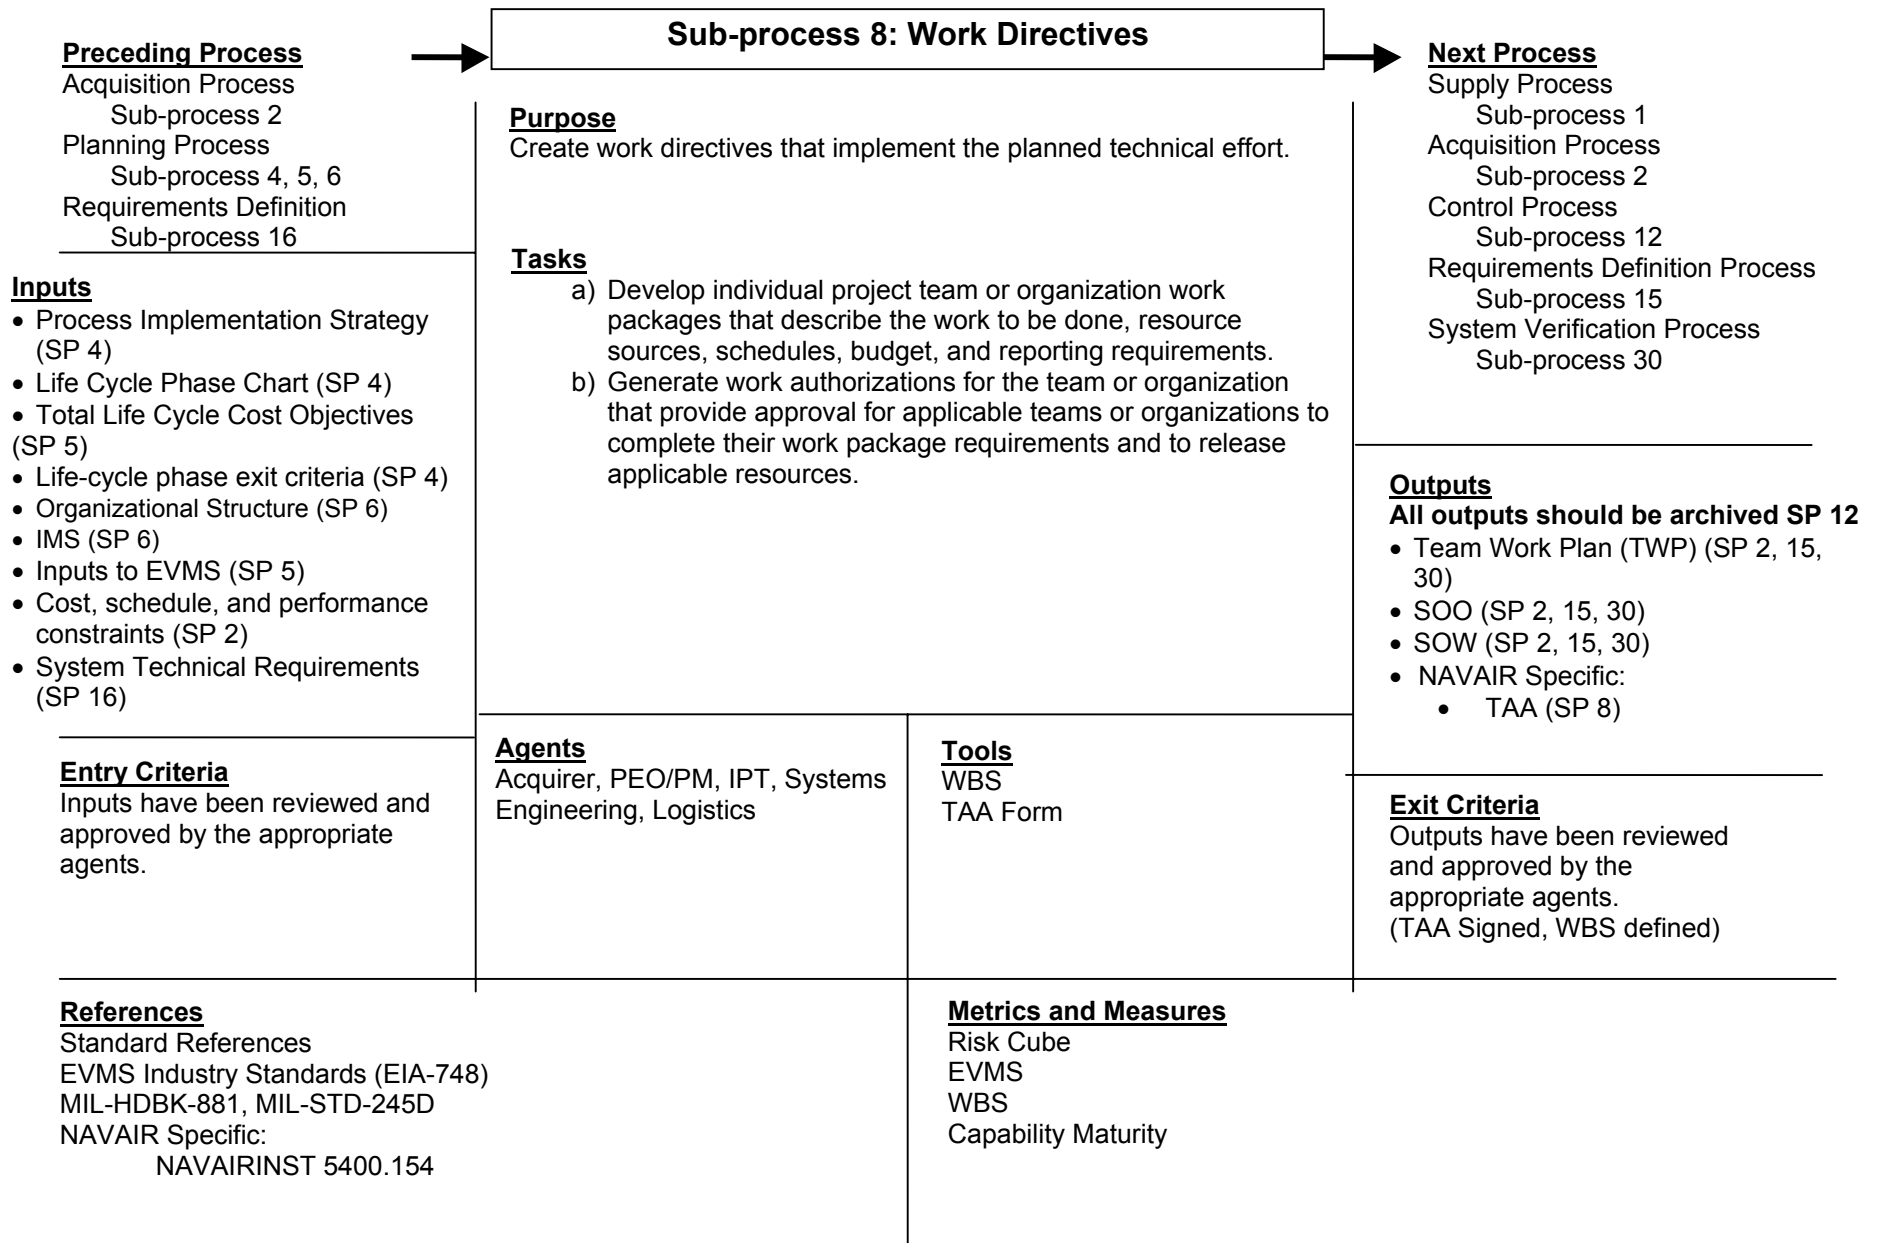 Sub-process 8: Work Directives
Preceding Process
Acquisition Process
Sub-process 2
Planning Process
Sub-process 4, 5, 6
Requirements Definition
Sub-process 16
Inputs
• Process Implementation Strategy
(SP 4)
• Life Cycle Phase Chart (SP 4)
• Total Life Cycle Cost Objectives
(SP 5)
• Life-cycle phase exit criteria (SP 4)
• Organizational Structure (SP 6)
• IMS (SP 6)
• Inputs to EVMS (SP 5)
• Cost, schedule, and performance
constraints (SP 2)
• System Technical Requirements
(SP 16)
Entry Criteria
Inputs have been reviewed and
approved by the appropriate
agents.
Purpose
Create work directives that implement the planned technical effort.
Tasks
a) Develop individual project team or organization work
packages that describe the work to be done, resource
sources, schedules, budget, and reporting requirements.
b) Generate work authorizations for the team or organization
that provide approval for applicable teams or organizations to
complete their work package requirements and to release
applicable resources.
Agents
Acquirer, PEO/PM, IPT, Systems
Engineering, Logistics
Tools
WBS
TAA Form
Next Process
Supply Process
Sub-process 1
Acquisition Process
Sub-process 2
Control Process
Sub-process 12
Requirements Definition Process
Sub-process 15
System Verification Process
Sub-process 30
Outputs
All outputs should be archived SP 12
• Team Work Plan (TWP) (SP 2, 15,
30)
• SOO (SP 2, 15, 30)
• SOW (SP 2, 15, 30)
• NAVAIR Specific:
• TAA (SP 8)
Exit Criteria
Outputs have been reviewed
and approved by the
appropriate agents.
(TAA Signed, WBS defined)
References
Standard References
EVMS Industry Standards (EIA-748)
MIL-HDBK-881, MIL-STD-245D
NAVAIR Specific:
NAVAIRINST 5400.154
Metrics and Measures
Risk Cube
EVMS
WBS
Capability Maturity